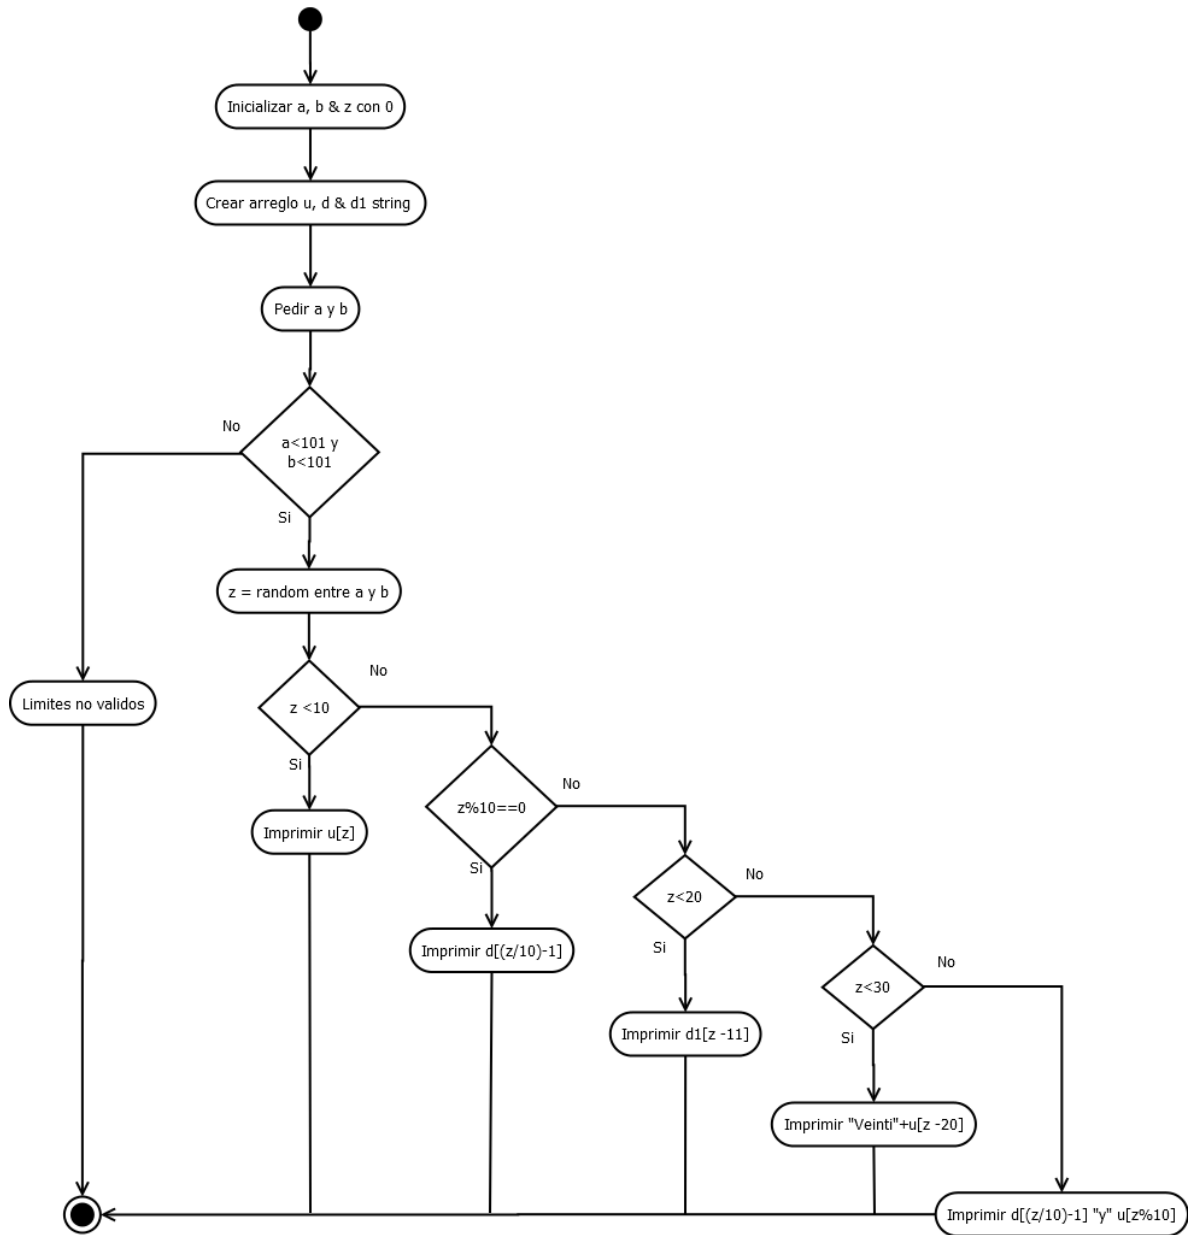 Inicializar a, b & z con 0
Crear arreglo u, d & d1 string
Pedir a y b
No
a<101 y
b<101
Si
z = random entre a y b
No
Limites no validos
z <10
Si
No
z%10==0
Imprimir u[z]
Si
No
z<20
Imprimir d[(z/10)-1]
Si
No
z<30
Imprimir d1[z -11]
Si
Imprimir "Veinti"+u[z -20]
Imprimir d[(z/10)-1] "y" u[z%10]